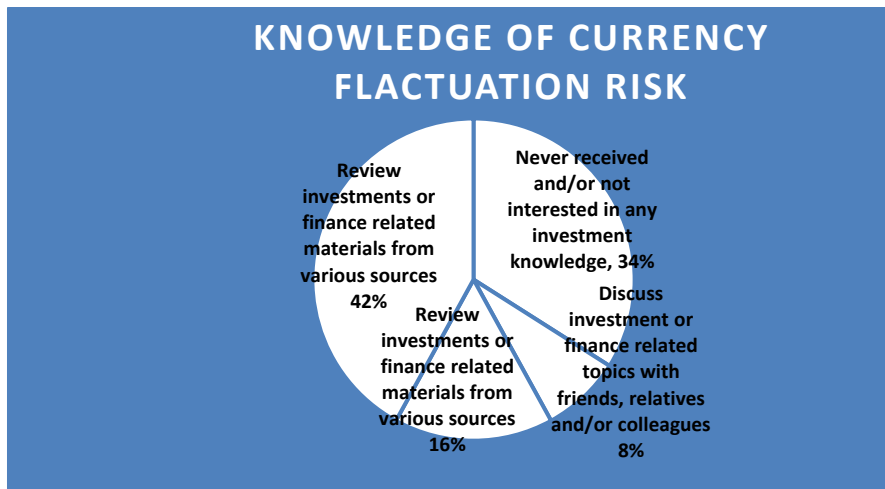 KNOWLEDGE OF CURRENCY
FLACTUATION RISK
Never received
and/or not
interested in any
investment
knowledge, 34%
Discuss
investment or
finance related
topics with
friends, relatives
and/or colleagues
8%
Review
investments or
finance related
materials from
various sources
16%
Review
investments or
finance related
materials from
various sources
42%